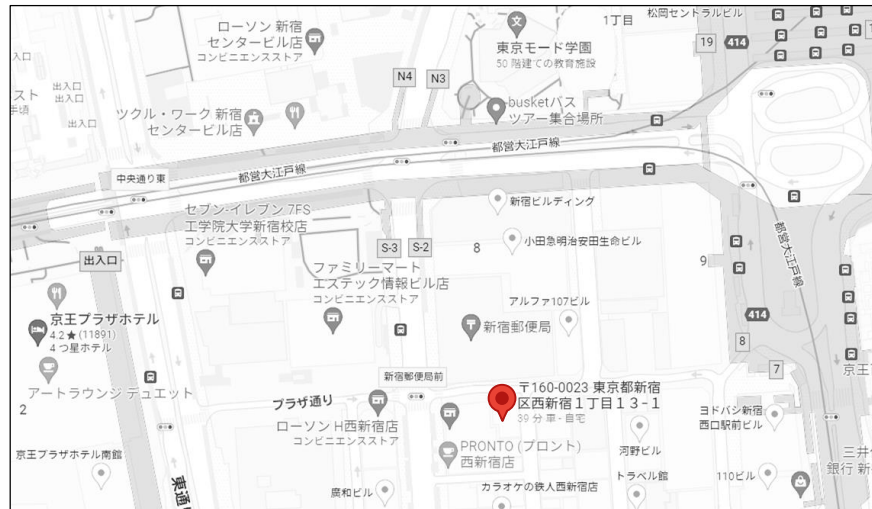 ローソン 新宿
センタービル店
コンビニエンスストア
入口
出入口
出入口
出入口
ツクル・ワーク 新宿
センタービル店
N4
N3
東京モード学園
50 階建ての教育施設
1丁目
松岡セントラルビル
19
414
busketバス
ツアー集合場所
都営大江戸線
都営大江戸線
都営大江戸線
中央通り東
セブン-イレブン 7FS
工学院大学新宿校店
コンビニエンスストア
S-3
S-2
8
新宿ビルディング
小田急明治安田生命ビル
9
出入口
ファミリーマート
エステック情報ビル店
コンビニエンスストア
アルファ107ビル
新宿郵便局
414
8
7
京王プラザホテル
4.2★(11891)
4 つ星ホテル
アートラウンジ デュエット
2
新宿郵便局前
プラザ通り
ローソン H西新宿店
コンビニエンスストア
〒160-0023 東京都新宿
区西新宿1丁目13−1
39 分 車 - 自宅
PRONTO (プロント)
西新宿店
河野ビル
ヨドバシ新宿
西口駅前ビル
京王
三井
銀行 新
京王プラザホテル南館
東通り
廣和ビル
カラオケの鉄人西新宿店
トラベル館
110ビル